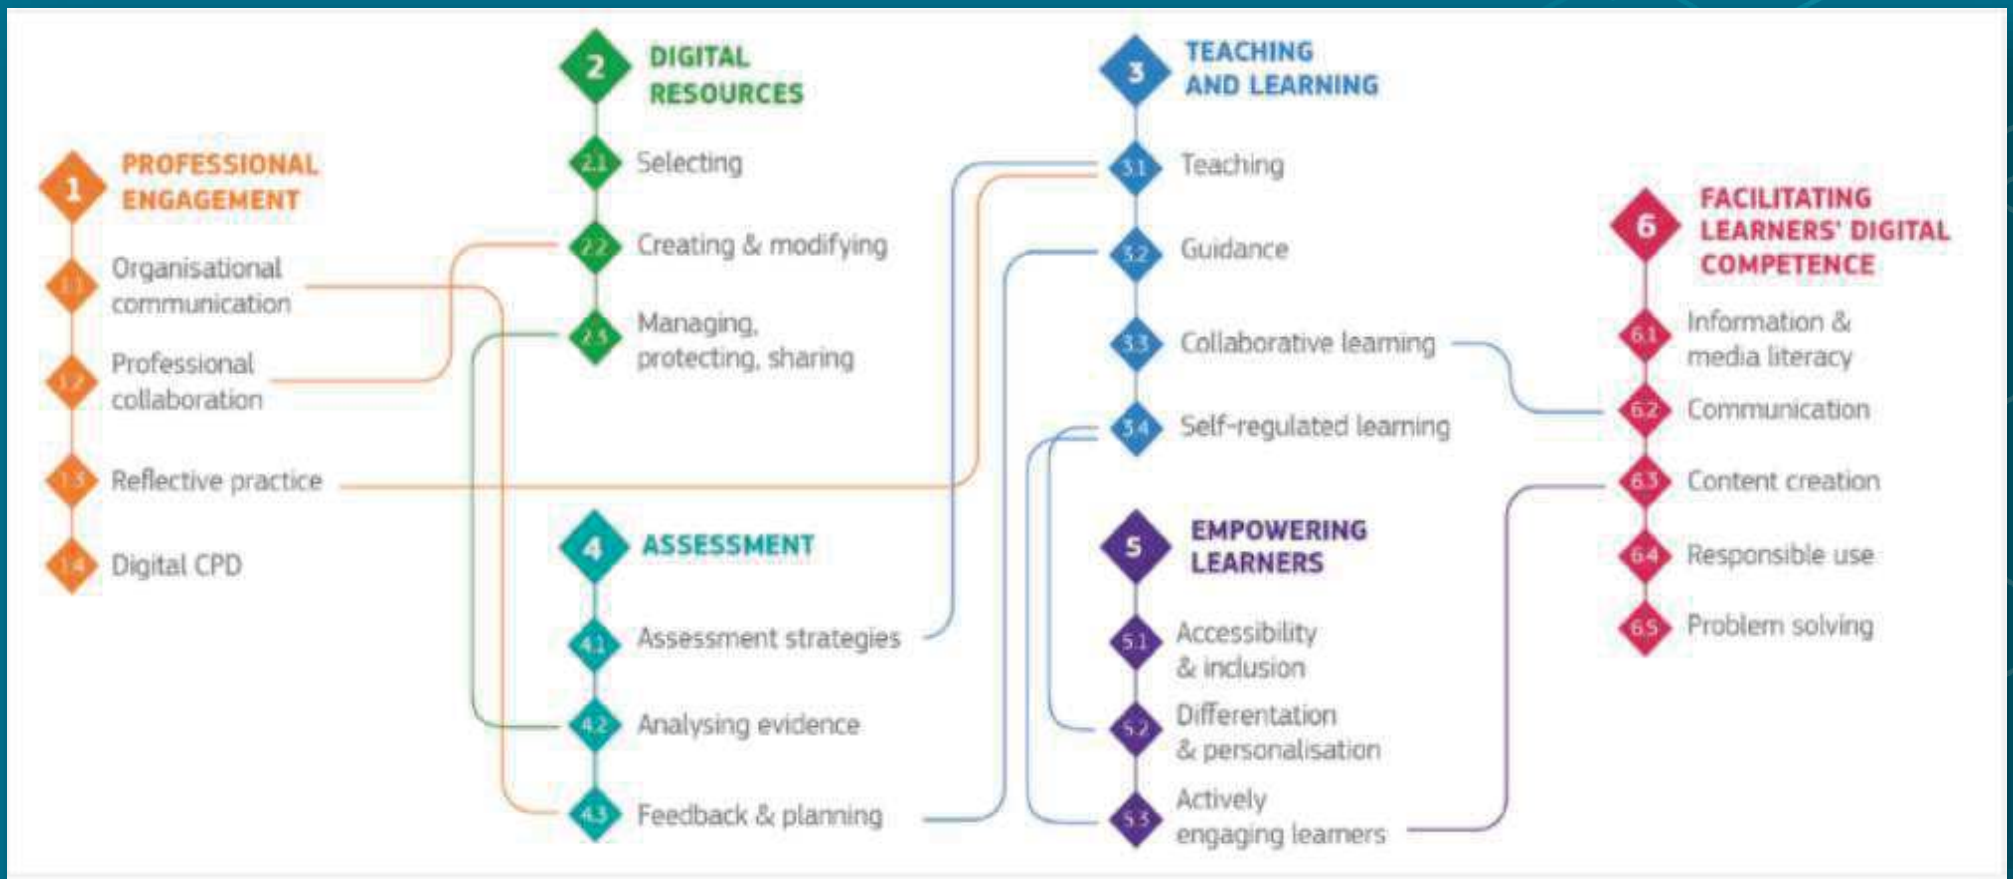 1
PROFESSIONAL
ENGAGEMENT
1.1
Organisational
communication
1.2
Professional
collaboration
1.3
Reflective practice
1.4
Digital CPD
2
DIGITAL
RESOURCES
2.1
Selecting
2.2
Creating & modifying
2.3
Managing,
protecting, sharing
3
TEACHING
AND LEARNING
3.1
Teaching
3.2
Guidance
3.3
Collaborative learning
3.4
Self-regulated learning
4
ASSESSMENT
4.1
Assessment strategies
4.2
Analysing evidence
4.3
Feedback & planning
5
EMPOWERING
LEARNERS
5.1
Accessibility
& inclusion
5.2
Differentation
& personalisation
5.3
Actively
engaging learners
6
FACILITATING
LEARNERS' DIGITAL
COMPETENCE
6.1
Information &
media literacy
6.2
Communication
6.3
Content creation
6.4
Responsible use
6.5
Problem solving